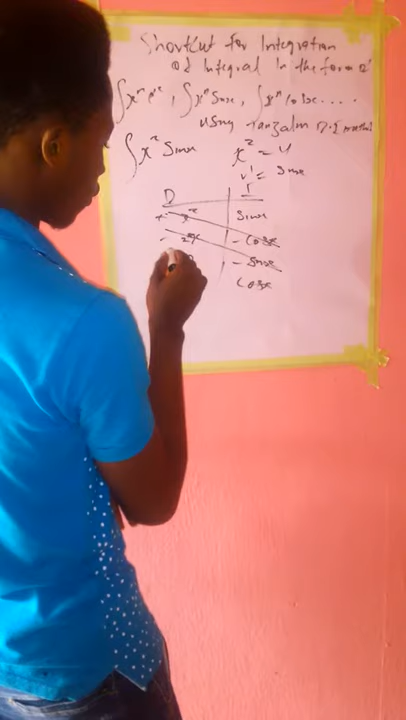 Shortcut for Integration
of Integral in the form of
∫xⁿeˣ, ∫xⁿ Sinx, ∫xⁿ Cosx....
using tanzalin D.I method
∫x² Sinx x² = u
v' = Sinx
D I
+ x² Sinx
- 2x - Cosx
- Sinx
Cosx